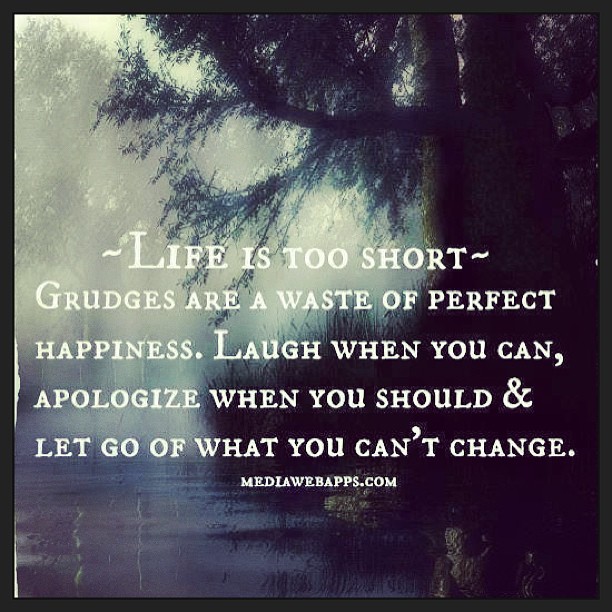 ~Life is too short~
Grudges are a waste of perfect
happiness. Laugh when you can,
apologize when you should &
let go of what you can't change.
mediawebapps.com